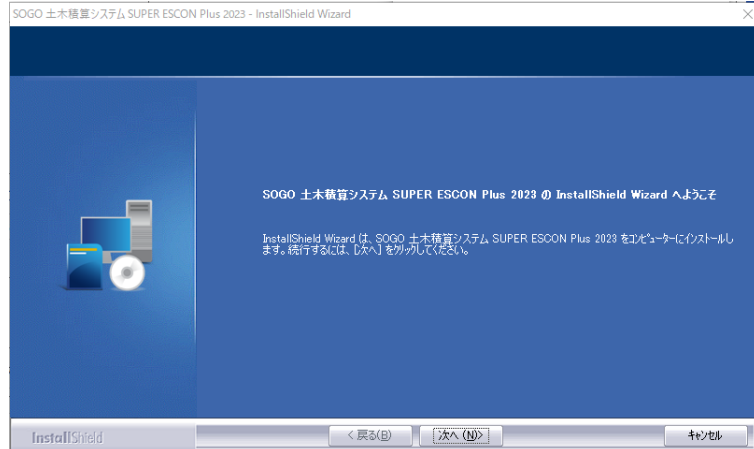 SOGO 土木積算システム SUPER ESCON Plus 2023 - InstallShield Wizard
SOGO 土木積算システム SUPER ESCON Plus 2023 の InstallShield Wizard へようこそ
InstallShield Wizard は、SOGO 土木積算システム SUPER ESCON Plus 2023 をコンピューターにインストールし
ます。続行するには、[次へ] をクリックしてください。
InstallShield
< 戻る(B)
次へ (N)>
キャンセル